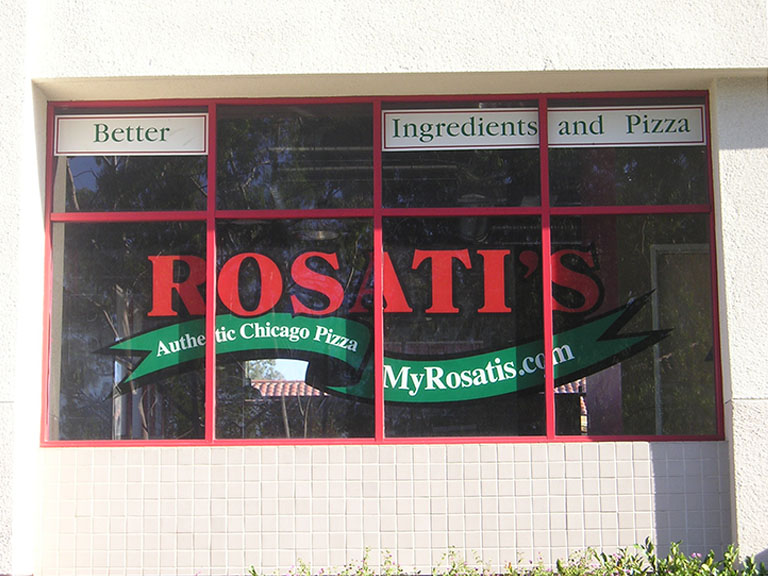 Better Ingredients and Pizza
ROSATI'S
Authentic Chicago Pizza
MyRosatis.com